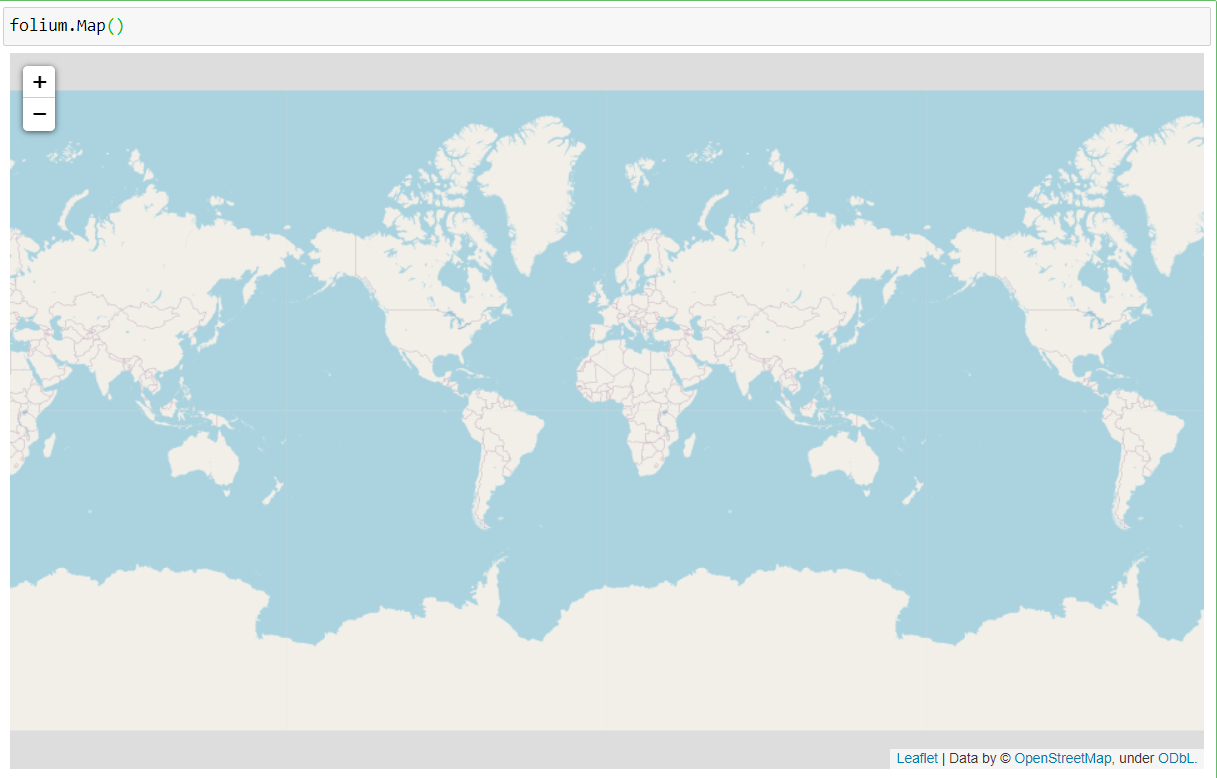 folium.Map()
+
−
Leaflet | Data by © OpenStreetMap, under ODbL.